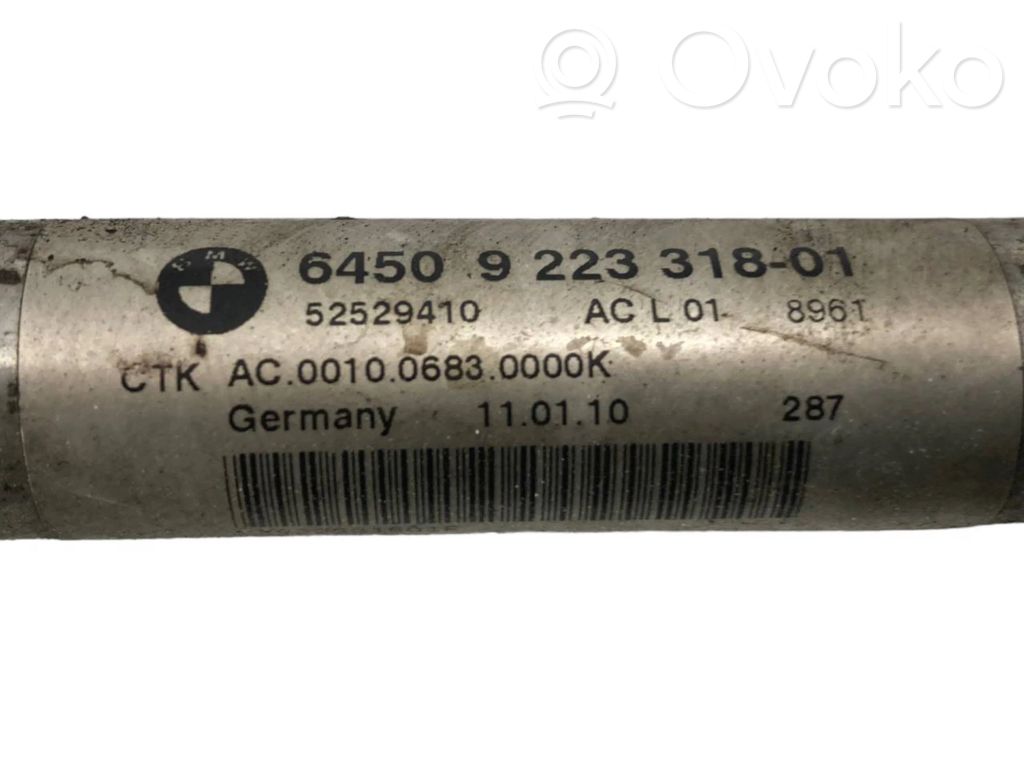 Ovoko
BMW
6450 9 223 318-01
52529410 AC L 01 8961
CTK AC.0010.0683.0000K
Germany 11.01.10 287